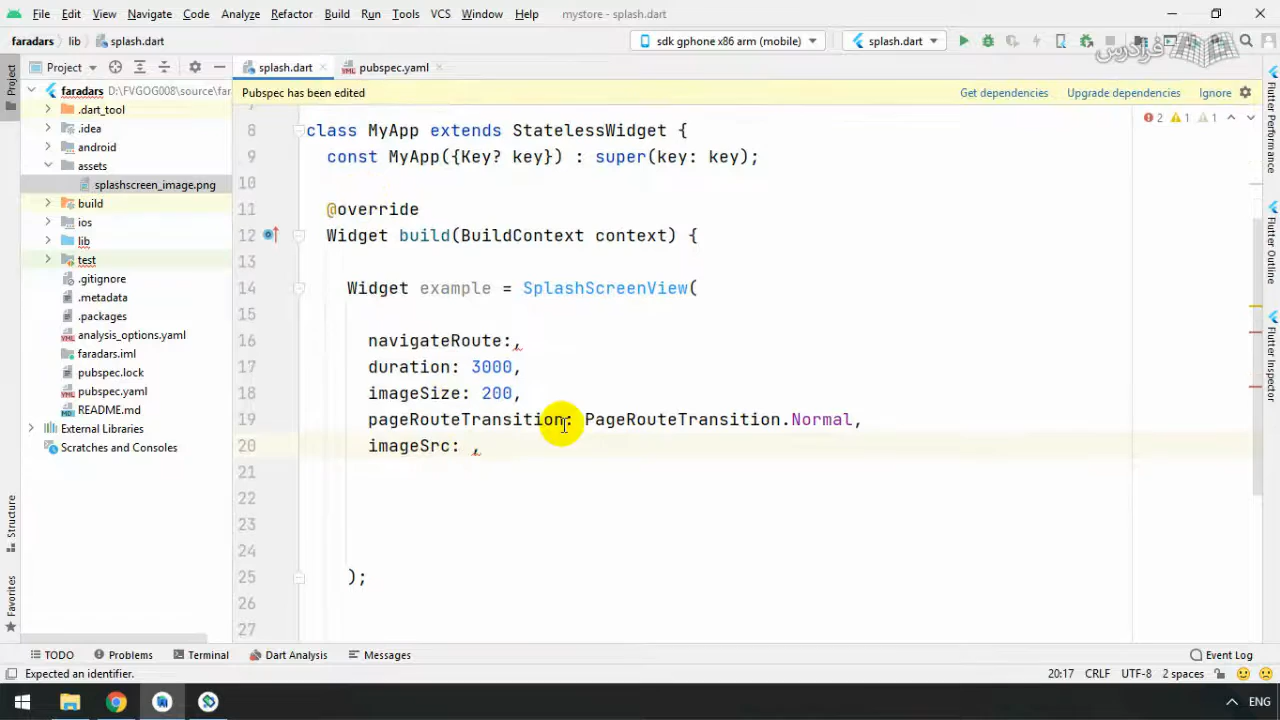 File Edit View Navigate Code Analyze Refactor Build Run Tools VCS Window Help mystore - splash.dart
faradars lib splash.dart sdk gphone x86 arm (mobile) splash.dart فرادرس
Project splash.dart pubspec.yaml
Pubspec has been edited Get dependencies Upgrade dependencies Ignore
faradars D:\FVGOG008\source\far
.dart_tool
.idea
android
assets
splashscreen_image.png
build
ios
lib
test
.gitignore
.metadata
.packages
analysis_options.yaml
faradars.iml
pubspec.lock
pubspec.yaml
README.md
External Libraries
Scratches and Consoles
2 1 1
8 class MyApp extends StatelessWidget {
9 const MyApp({Key? key}) : super(key: key);
10
11 @override
12 Widget build(BuildContext context) {
13
14 Widget example = SplashScreenView(
15
16 navigateRoute:,
17 duration: 3000,
18 imageSize: 200,
19 pageRouteTransition: PageRouteTransition.Normal,
20 imageSrc: ,
21
22
23
24
25 );
26
27
Project
Structure
Favorites
Flutter Performance
Flutter Outline
Flutter Inspector
TODO Problems Terminal Dart Analysis Messages Event Log
Expected an identifier. 20:17 CRLF UTF-8 2 spaces
ENG